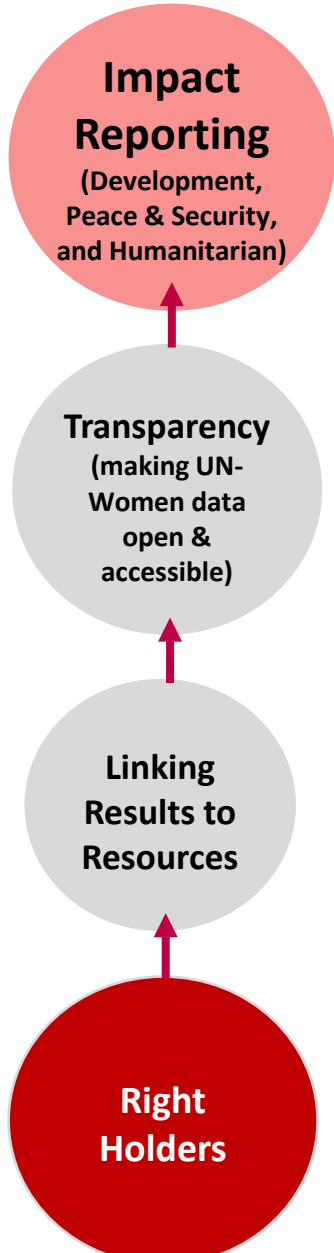 Impact
Reporting
(Development,
Peace & Security,
and Humanitarian)
Transparency
(making UN-
Women data
open &
accessible)
Linking
Results to
Resources
Right
Holders